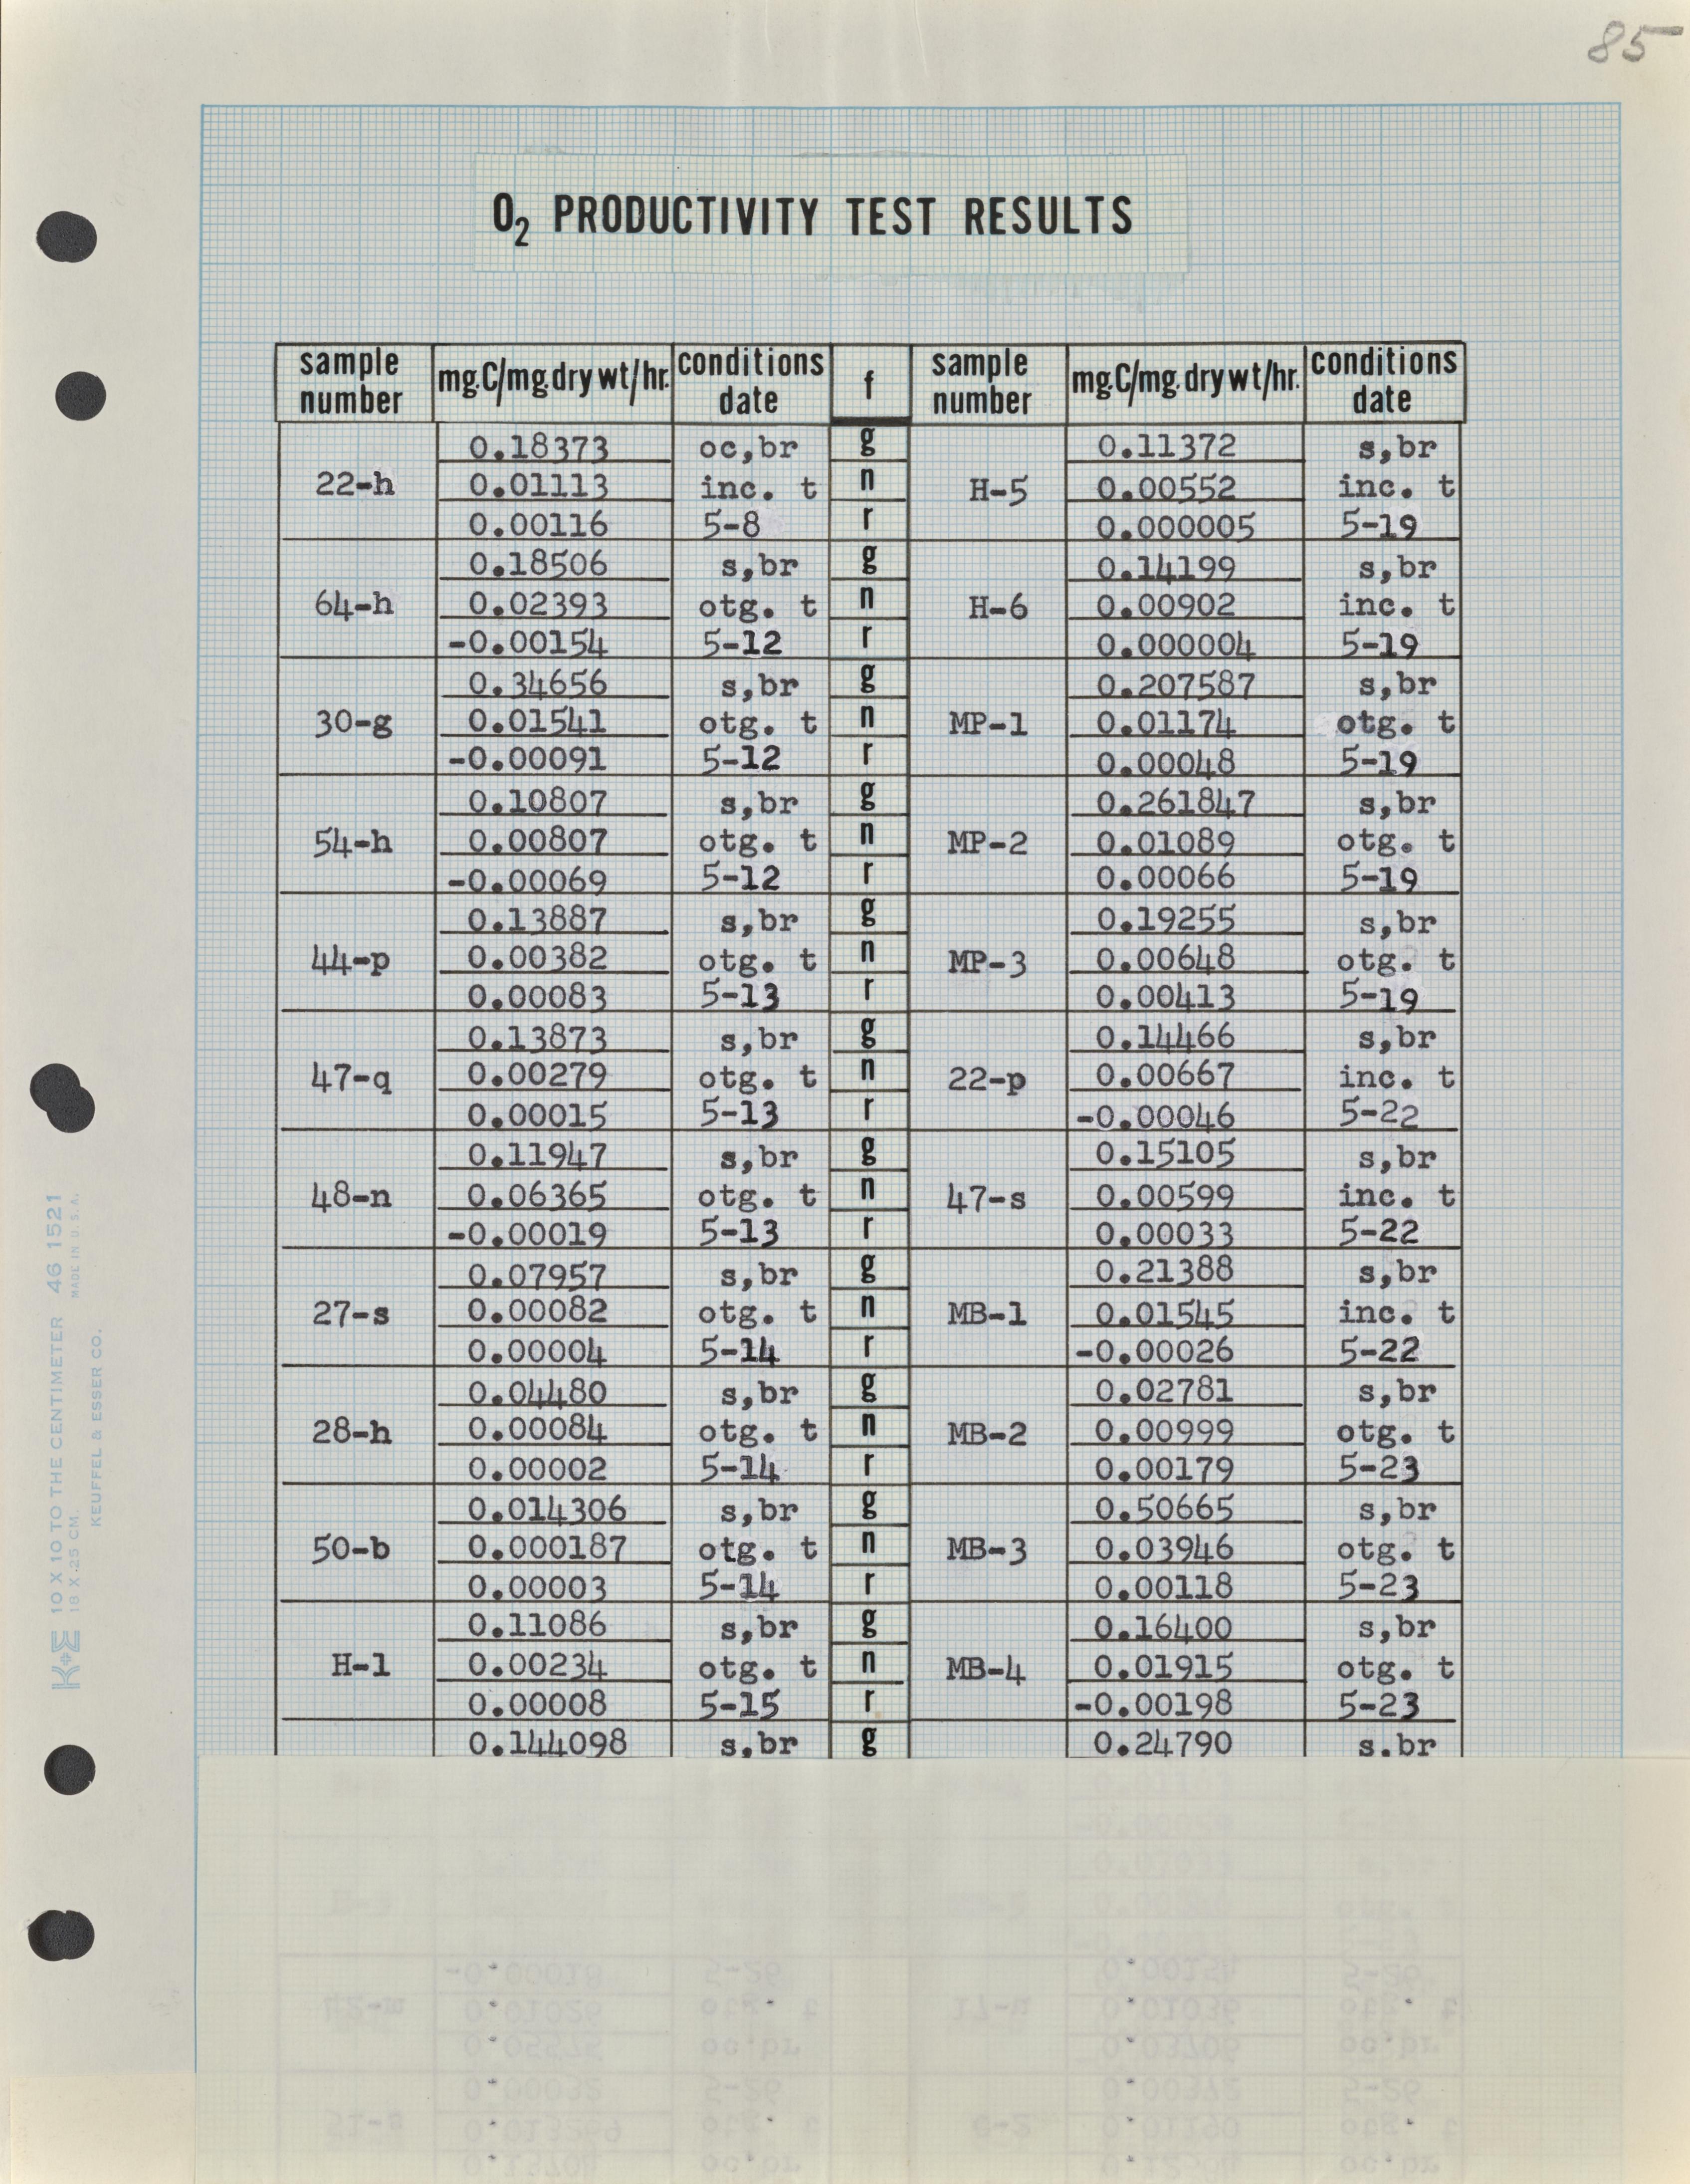 85
O2 PRODUCTIVITY TEST RESULTS
sample number | mg.C/mg.dry wt/hr. | conditions date | f | sample number | mg.C/mg.dry wt/hr. | conditions date
0.18373 oc,br g 0.11372 s,br
22-h 0.01113 inc. t n H-5 0.00552 inc. t
0.00116 5-8 r 0.000005 5-19
0.18506 s,br g 0.14199 s,br
64-h 0.02393 otg. t n H-6 0.00902 inc. t
-0.00154 5-12 r 0.000004 5-19
0.34656 s,br g 0.207587 s,br
30-g 0.01541 otg. t n MP-1 0.01174 otg. t
-0.00091 5-12 r 0.00048 5-19
0.10807 s,br g 0.261847 s,br
54-h 0.00807 otg. t n MP-2 0.01089 otg. t
-0.00069 5-12 r 0.00066 5-19
0.13887 s,br g 0.19255 s,br
44-p 0.00382 otg. t n MP-3 0.00648 otg. t
0.00083 5-13 r 0.00413 5-19
0.13873 s,br g 0.14466 s,br
47-q 0.00279 otg. t n 22-p 0.00667 inc. t
0.00015 5-13 r -0.00046 5-22
0.11947 s,br g 0.15105 s,br
48-n 0.06365 otg. t n 47-s 0.00599 inc. t
-0.00019 5-13 r 0.00033 5-22
0.07957 s,br g 0.21388 s,br
27-s 0.00082 otg. t n MB-1 0.01545 inc. t
0.00004 5-14 r -0.00026 5-22
0.04480 s,br g 0.02781 s,br
28-h 0.00084 otg. t n MB-2 0.00999 otg. t
0.00002 5-14 r 0.00179 5-23
0.014306 s,br g 0.50665 s,br
50-b 0.000187 otg. t n MB-3 0.03946 otg. t
0.00003 5-14 r 0.00118 5-23
0.11086 s,br g 0.16400 s,br
H-1 0.00234 otg. t n MB-4 0.01915 otg. t
0.00008 5-15 r -0.00198 5-23
0.144098 s,br g 0.24790 s.br
K+E 10 X 10 TO THE CENTIMETER 46 1521
18 X 25 CM. MADE IN U.S.A.
KEUFFEL & ESSER CO.